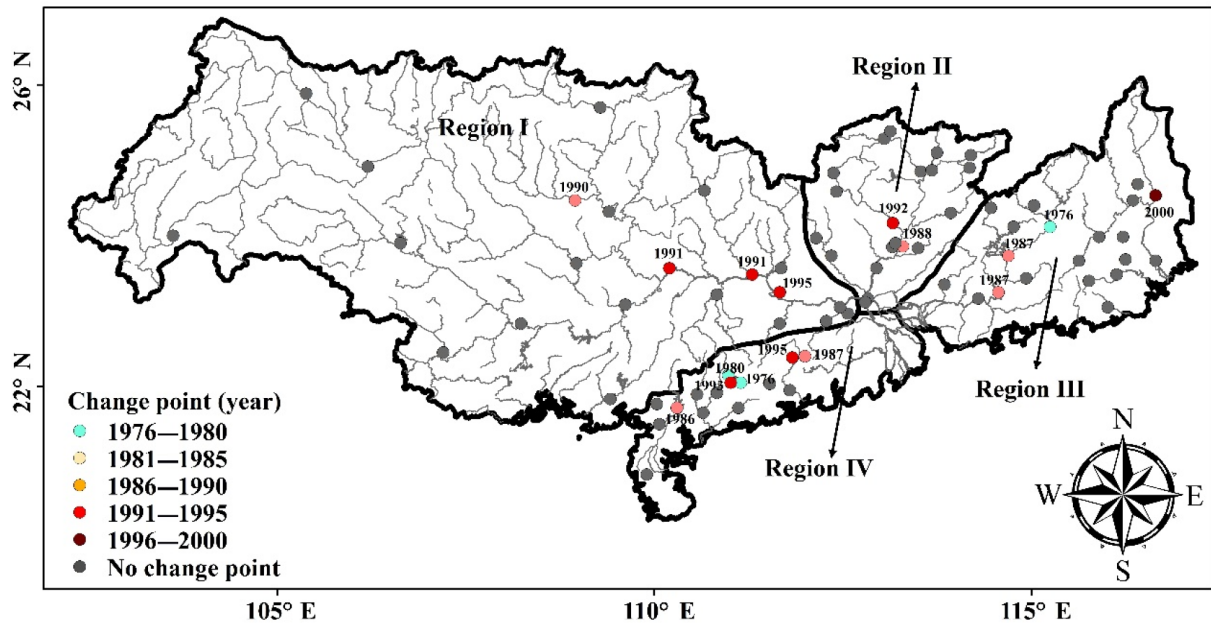 26° N
22° N
Region I
Region II
Region III
Region IV
1990
1992
1988
1991
1991
1995
1976
2000
1987
1987
1995
1987
1980
1976
1993
1986
Change point (year)
1976—1980
1981—1985
1986—1990
1991—1995
1996—2000
No change point
N
W
E
S
105° E
110° E
115° E